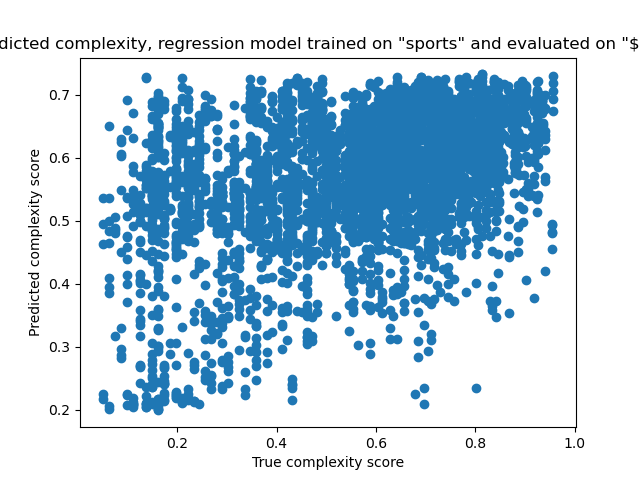 dicted complexity, regression model trained on "sports" and evaluated on "$
0.7
0.6
0.5
0.4
0.3
0.2
Predicted complexity score
0.2 0.4 0.6 0.8 1.0
True complexity score